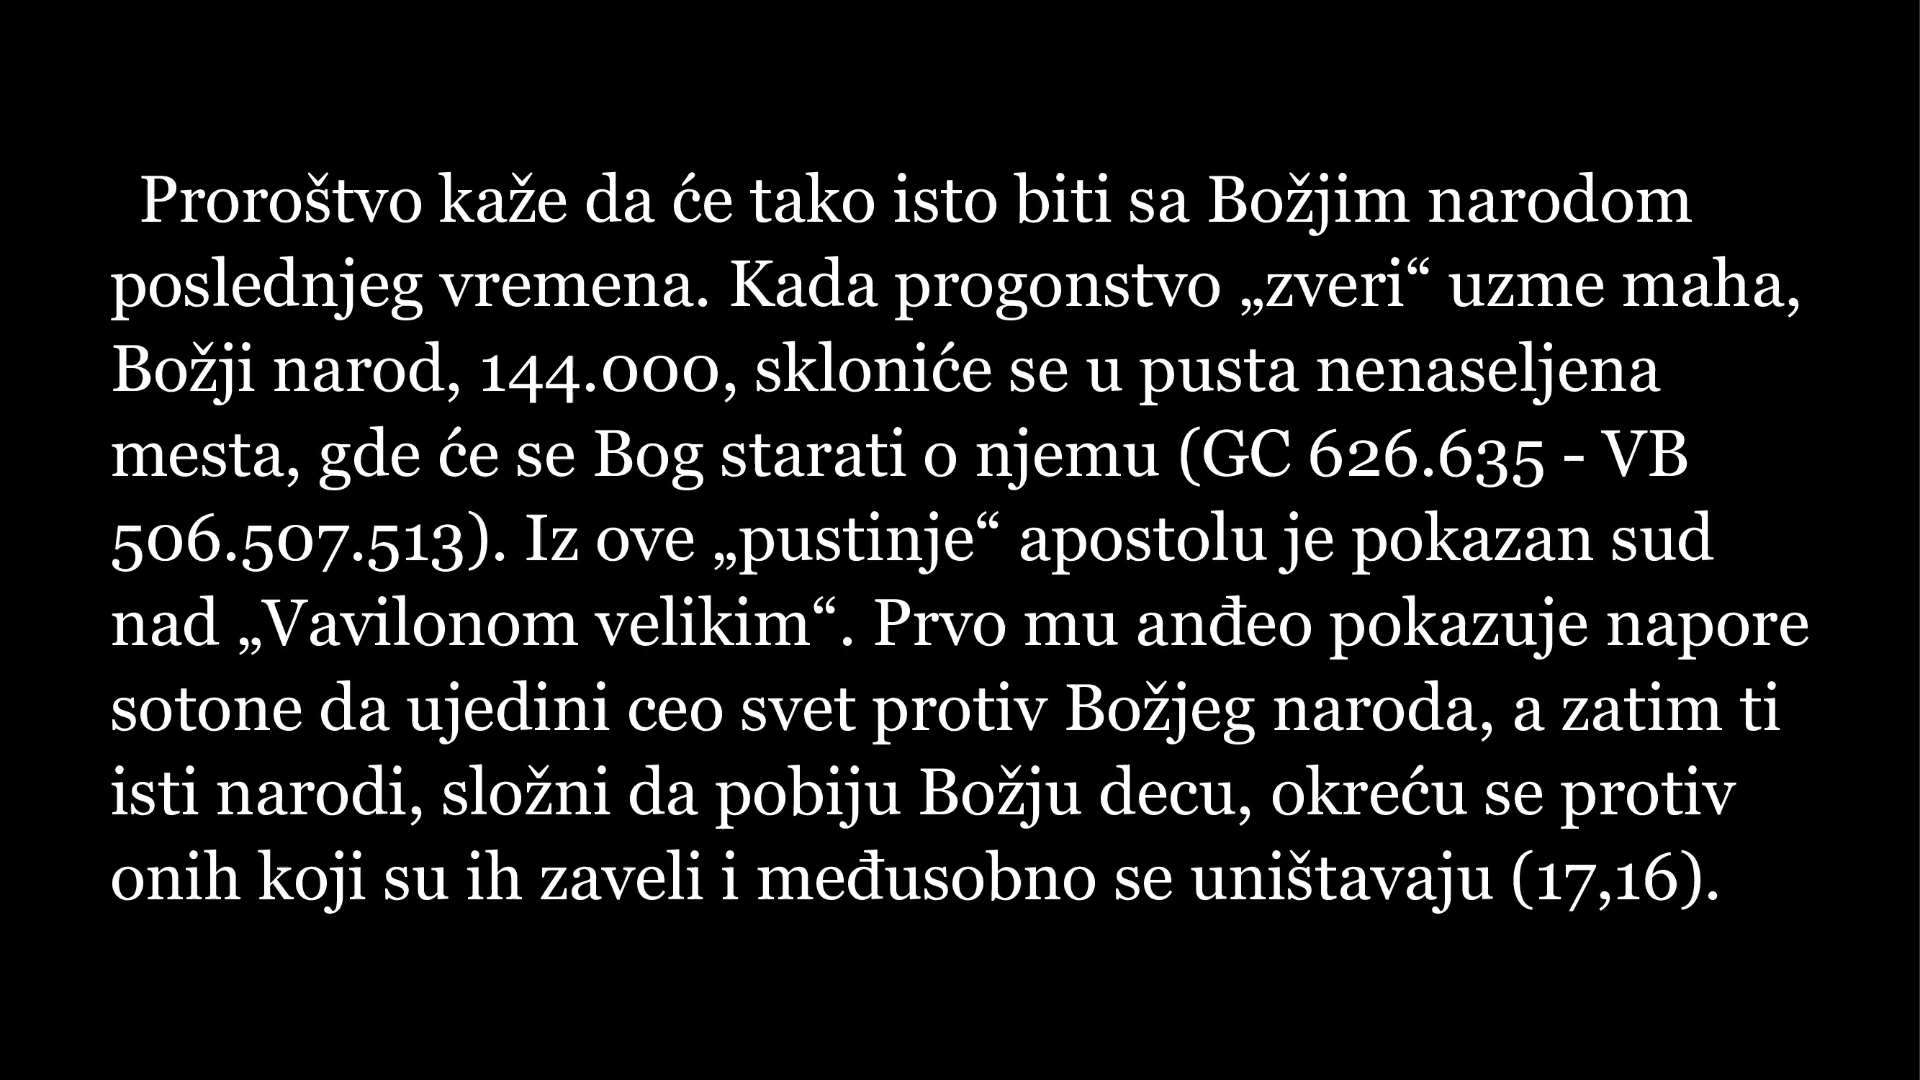 Proroštvo kaže da će tako isto biti sa Božjim narodom
poslednjeg vremena. Kada progonstvo „zveri“ uzme maha,
Božji narod, 144.000, skloniće se u pusta nenaseljena
mesta, gde će se Bog starati o njemu (GC 626.635 - VB
506.507.513). Iz ove „pustinje“ apostolu je pokazan sud
nad „Vavilonom velikim“. Prvo mu anđeo pokazuje napore
sotone da ujedini ceo svet protiv Božjeg naroda, a zatim ti
isti narodi, složni da pobiju Božju decu, okreću se protiv
onih koji su ih zaveli i međusobno se uništavaju (17,16).